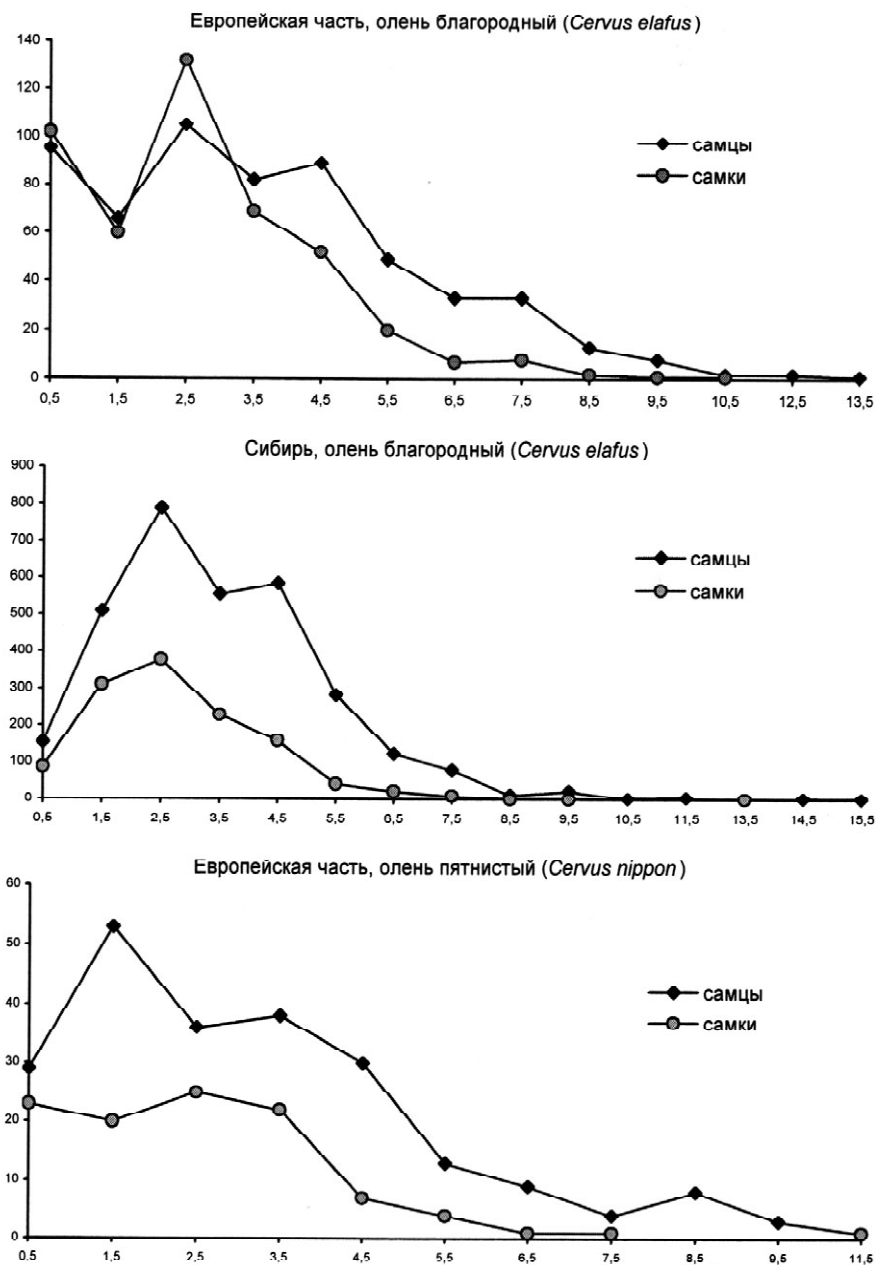 Европейская часть, олень благородный (Cervus elafus)
140
120
100
80
60
40
20
0
самцы
самки
0,5 1,5 2,5 3,5 4,5 5,5 6,5 7,5 8,5 9,5 10,5 12,5 13,5
Сибирь, олень благородный (Cervus elafus)
900
800
700
600
500
400
300
200
100
0
самцы
самки
0,5 1,5 2,5 3,5 4,5 5,5 6,5 7,5 8,5 9,5 10,5 11,5 13,5 14,5 15,5
Европейская часть, олень пятнистый (Cervus nippon)
60
50
40
30
20
10
0
самцы
самки
0,5 1,5 2,5 3,5 4,5 5,5 6,5 7,5 8,5 9,5 11,5